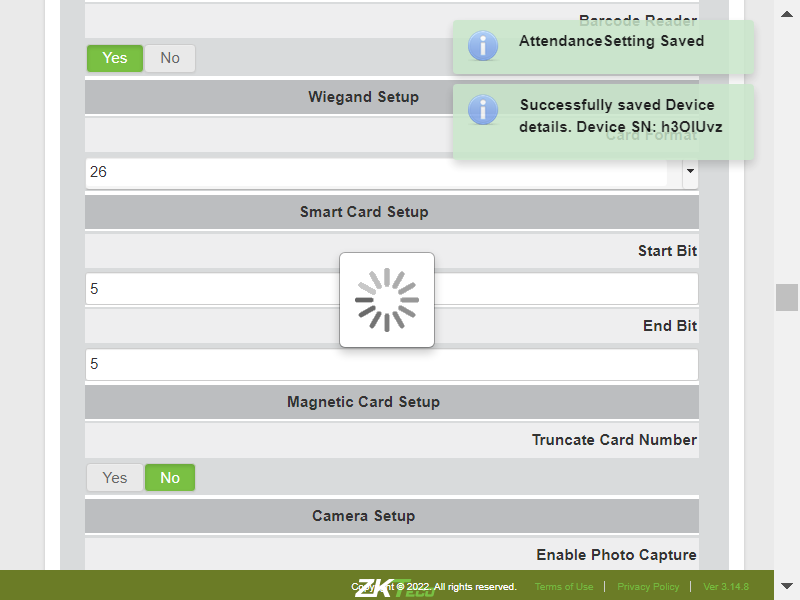 Barcode Reader
AttendanceSetting Saved
Yes No
Wiegand Setup
Successfully saved Device
details. Device SN: h3OlUvz
Card Format
26
Smart Card Setup
Start Bit
5
End Bit
5
Magnetic Card Setup
Truncate Card Number
Yes No
Camera Setup
Enable Photo Capture
Copyright © 2022. All rights reserved. Terms of Use | Privacy Policy | Ver 3.14.8
ZKTeco